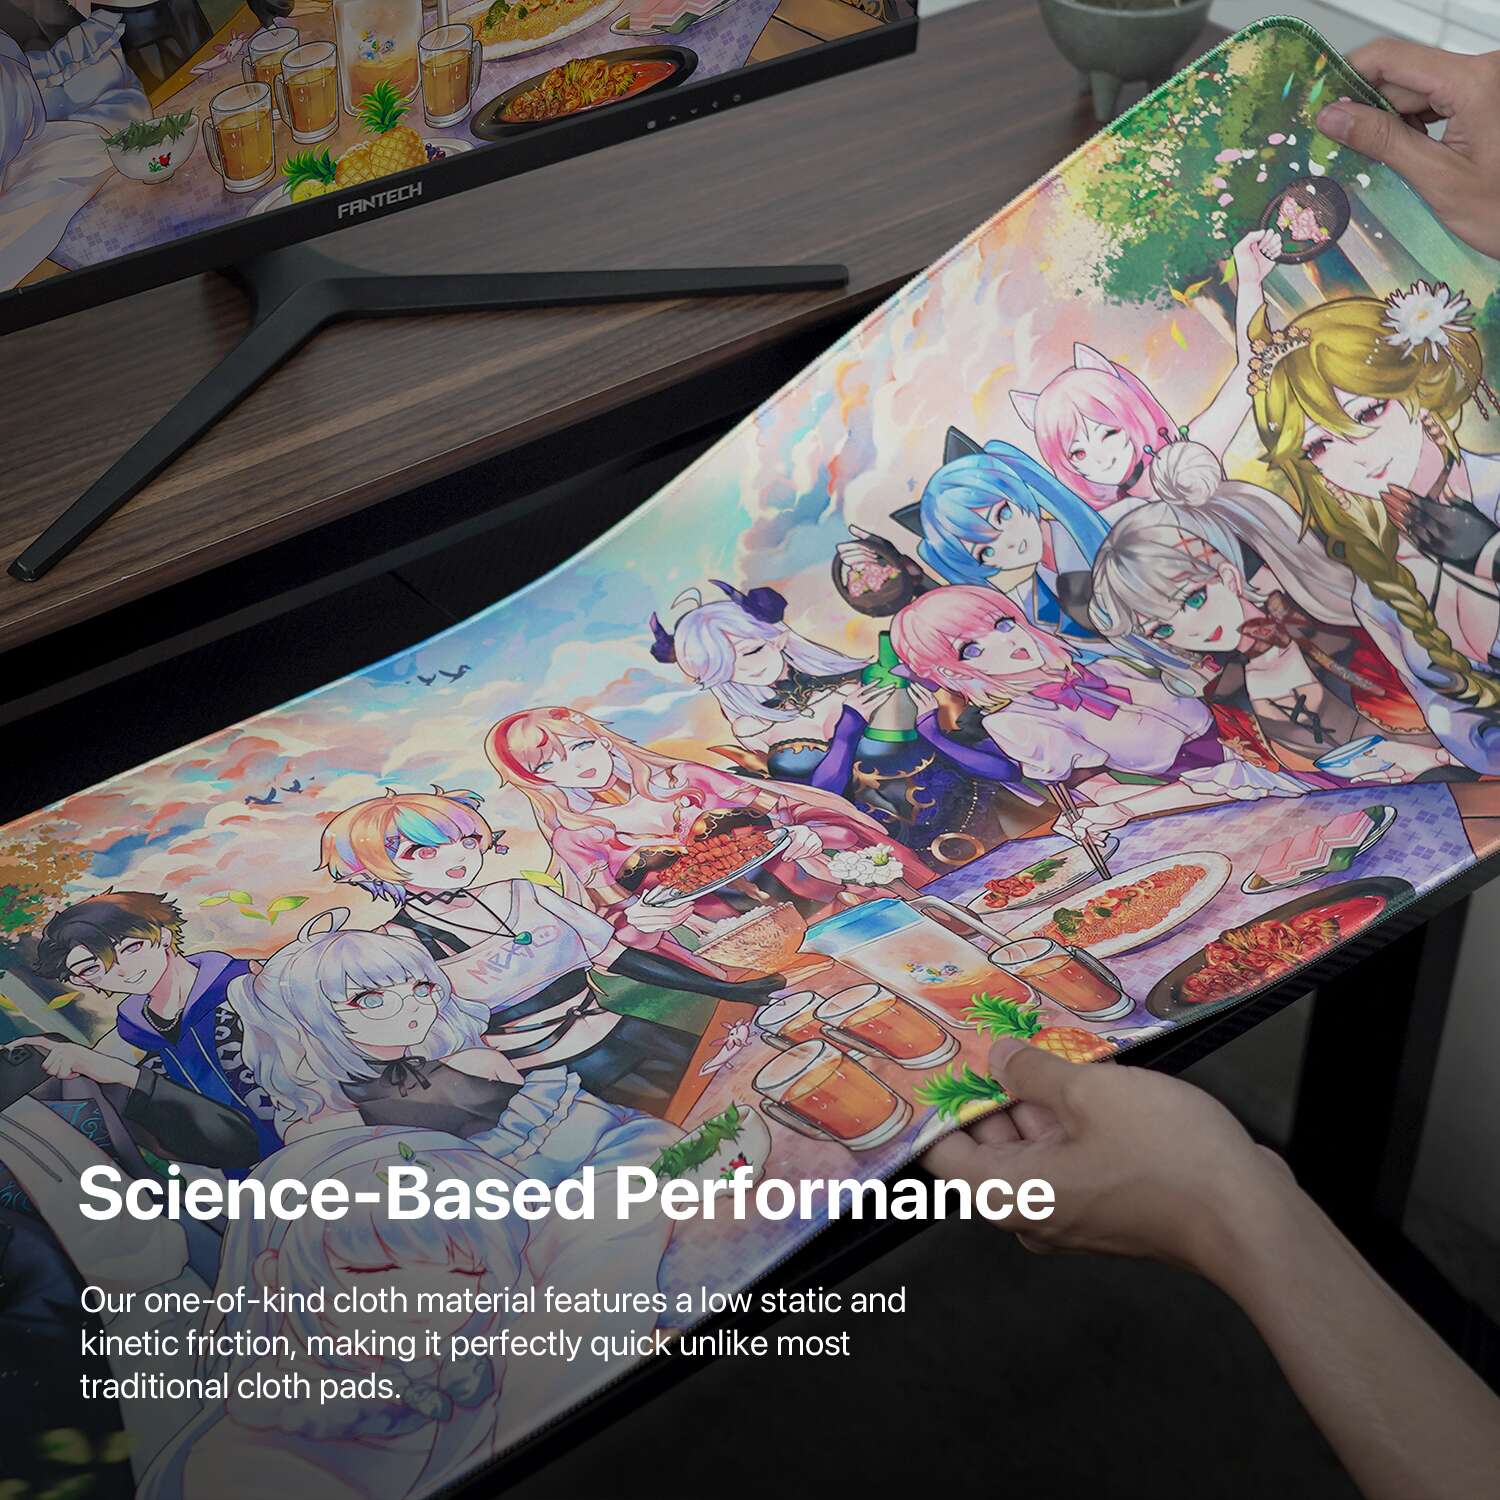 FANTECH
Science-Based Performance
Our one-of-kind cloth material features a low static and
kinetic friction, making it perfectly quick unlike most
traditional cloth pads.